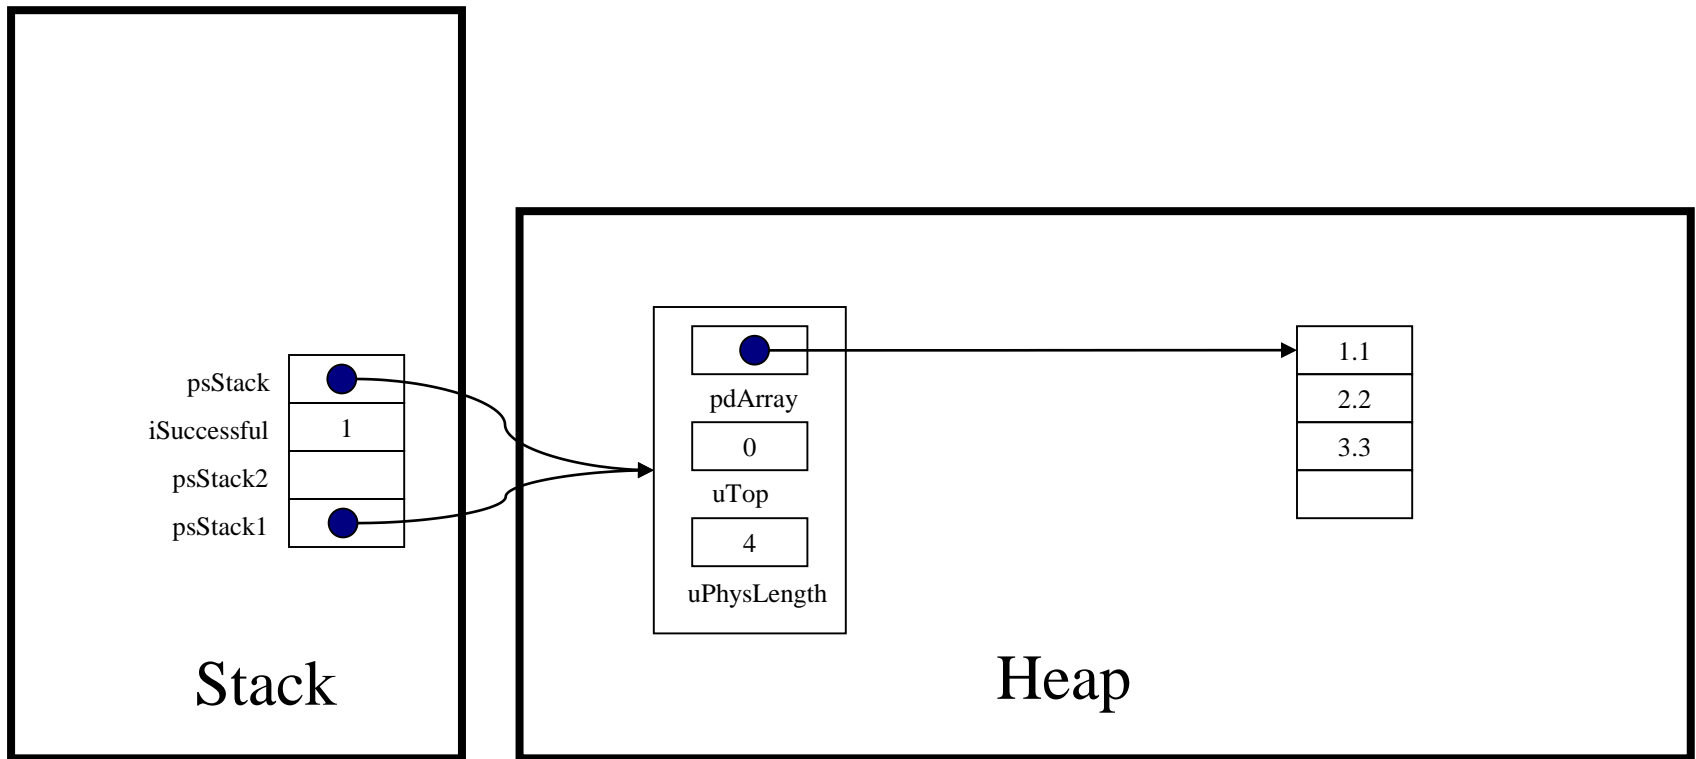 psStack
iSuccessful 1
psStack2
psStack1
Stack
pdArray
0
uTop
4
uPhysLength
1.1
2.2
3.3
Heap